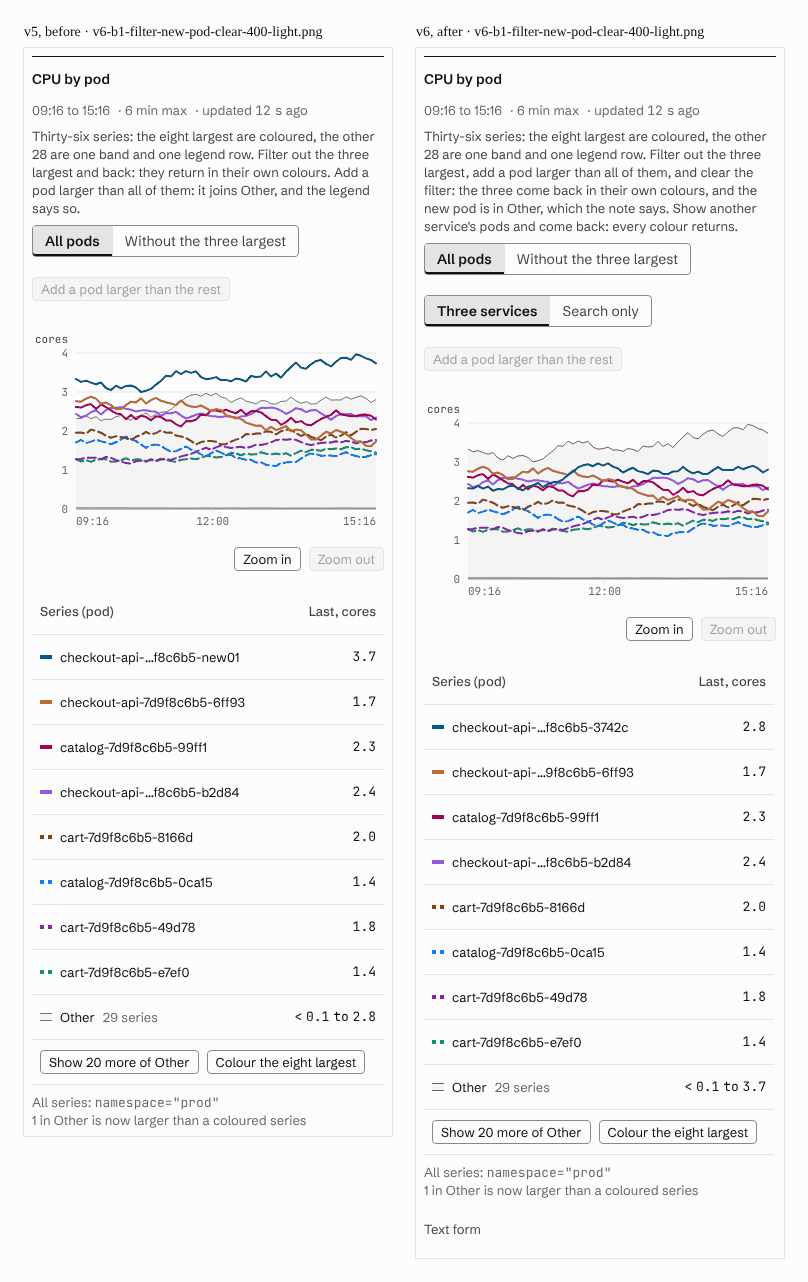 v5, before · v6-b1-filter-new-pod-clear-400-light.png
CPU by pod
09:16 to 15:16 · 6 min max · updated 12 s ago
Thirty-six series: the eight largest are coloured, the other
28 are one band and one legend row. Filter out the three
largest and back: they return in their own colours. Add a
pod larger than all of them: it joins Other, and the legend
says so.
All pods Without the three largest
Add a pod larger than the rest
cores
4
3
2
1
0
09:16 12:00 15:16
Zoom in Zoom out
Series (pod) Last, cores
checkout-api-…f8c6b5-new01 3.7
checkout-api-7d9f8c6b5-6ff93 1.7
catalog-7d9f8c6b5-99ff1 2.3
checkout-api-…f8c6b5-b2d84 2.4
cart-7d9f8c6b5-8166d 2.0
catalog-7d9f8c6b5-0ca15 1.4
cart-7d9f8c6b5-49d78 1.8
cart-7d9f8c6b5-e7ef0 1.4
Other 29 series < 0.1 to 2.8
Show 20 more of Other Colour the eight largest
All series: namespace="prod"
1 in Other is now larger than a coloured series
v6, after · v6-b1-filter-new-pod-clear-400-light.png
CPU by pod
09:16 to 15:16 · 6 min max · updated 12 s ago
Thirty-six series: the eight largest are coloured, the other
28 are one band and one legend row. Filter out the three
largest, add a pod larger than all of them, and clear the
filter: the three come back in their own colours, and the
new pod is in Other, which the note says. Show another
service's pods and come back: every colour returns.
All pods Without the three largest
Three services Search only
Add a pod larger than the rest
cores
4
3
2
1
0
09:16 12:00 15:16
Zoom in Zoom out
Series (pod) Last, cores
checkout-api-…f8c6b5-3742c 2.8
checkout-api-…9f8c6b5-6ff93 1.7
catalog-7d9f8c6b5-99ff1 2.3
checkout-api-…f8c6b5-b2d84 2.4
cart-7d9f8c6b5-8166d 2.0
catalog-7d9f8c6b5-0ca15 1.4
cart-7d9f8c6b5-49d78 1.8
cart-7d9f8c6b5-e7ef0 1.4
Other 29 series < 0.1 to 3.7
Show 20 more of Other Colour the eight largest
All series: namespace="prod"
1 in Other is now larger than a coloured series
Text form